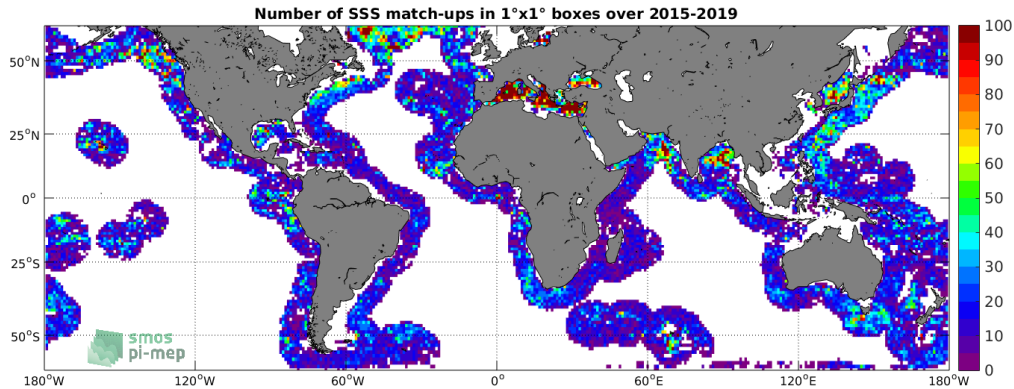 Number of SSS match-ups in 1°x1° boxes over 2015-2019
100
90
80
70
60
50
40
30
20
10
0
50°N
25°N
0°
25°S
50°S
smos
pi-mep
180°W
120°W
60°W
0°
60°E
120°E
180°W